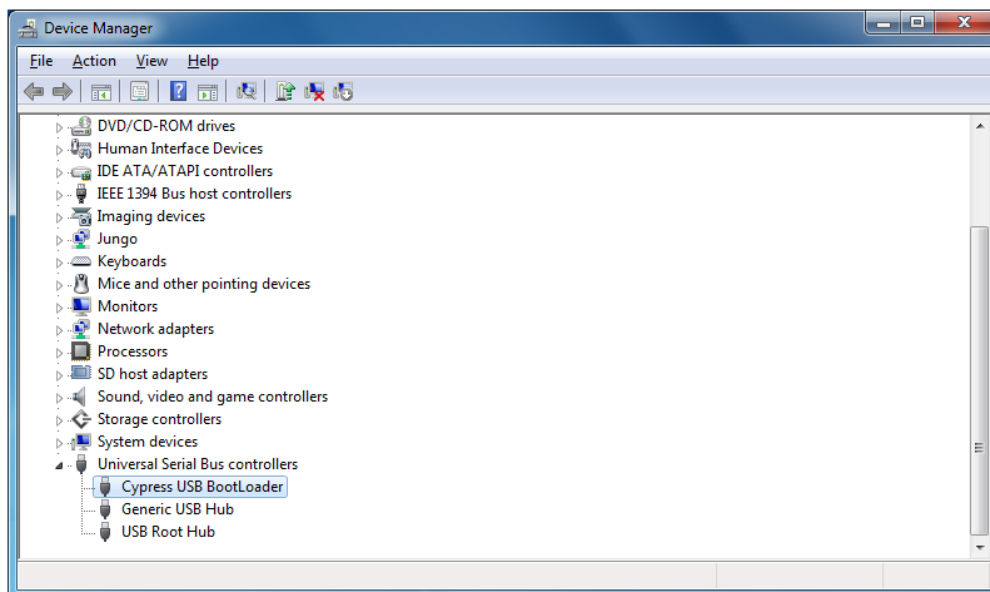 Device Manager
File Action View Help
DVD/CD-ROM drives
Human Interface Devices
IDE ATA/ATAPI controllers
IEEE 1394 Bus host controllers
Imaging devices
Jungo
Keyboards
Mice and other pointing devices
Monitors
Network adapters
Processors
SD host adapters
Sound, video and game controllers
Storage controllers
System devices
Universal Serial Bus controllers
Cypress USB BootLoader
Generic USB Hub
USB Root Hub